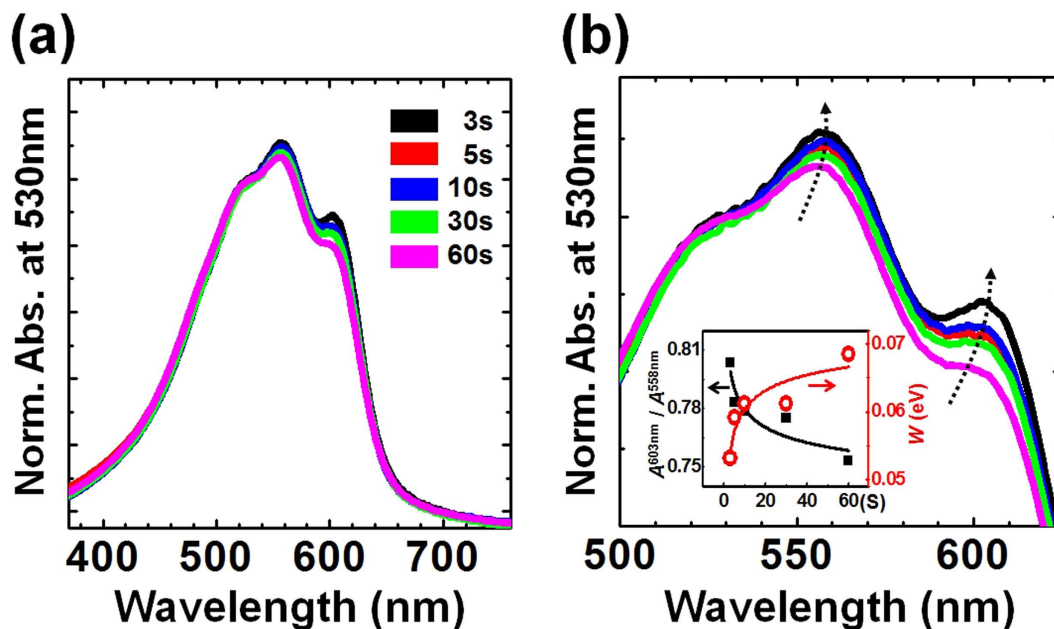 (a)
Norm. Abs. at 530nm
3s
5s
10s
30s
60s
400 500 600 700
Wavelength (nm)
(b)
Norm. Abs. at 530nm
0.81
0.78
0.75
A603nm / A558nm
0.07
0.06
0.05
W (eV)
0 20 40 60(S)
500 550 600
Wavelength (nm)